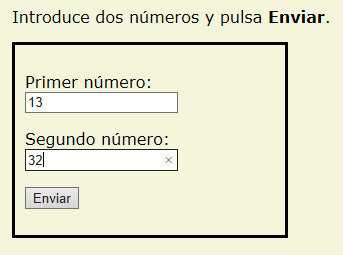 Introduce dos números y pulsa Enviar.
Primer número:
13
Segundo número:
32
Enviar